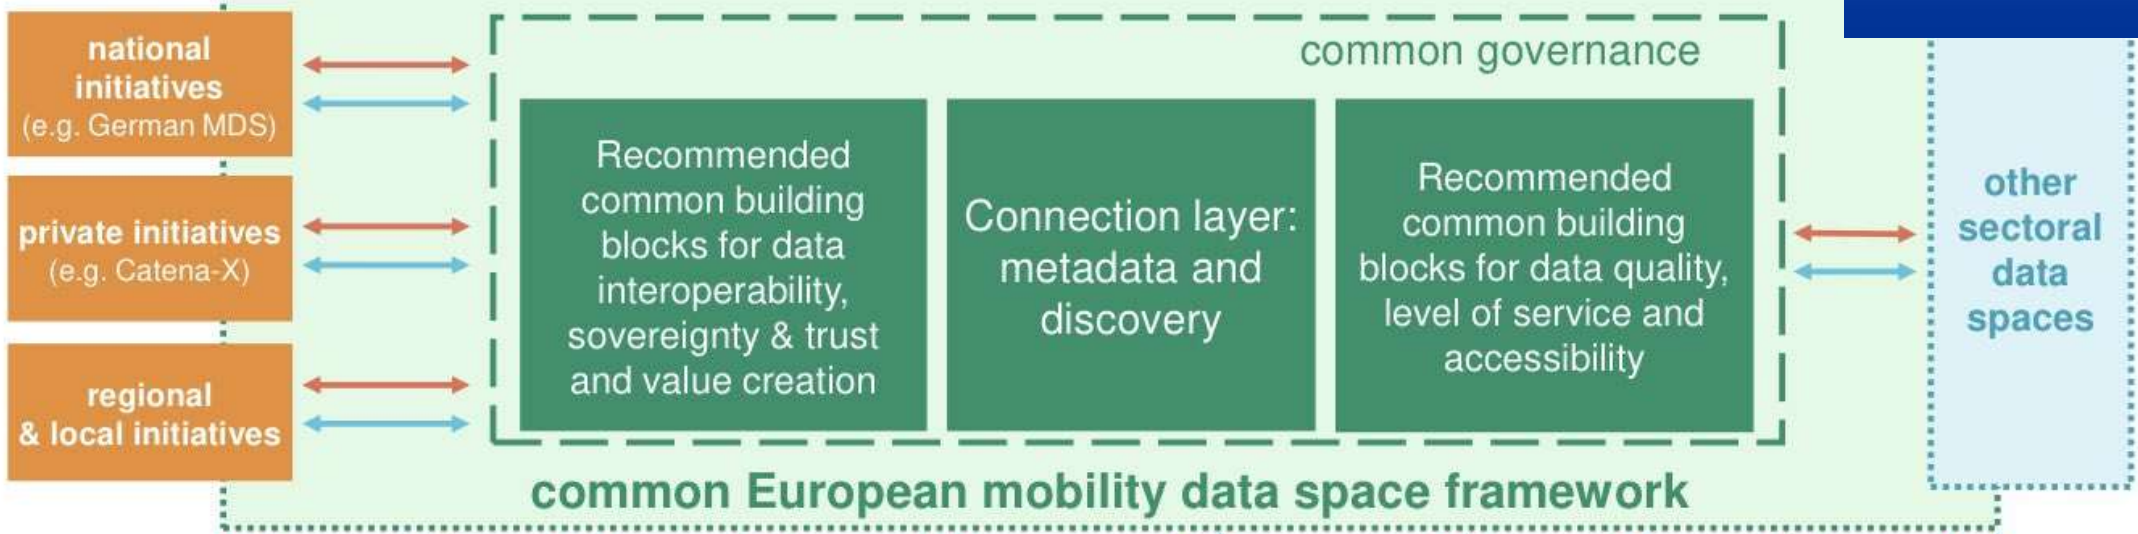 national
initiatives
(e.g. German MDS)
private initiatives
(e.g. Catena-X)
regional
& local initiatives
common governance
Recommended
common building
blocks for data
interoperability,
sovereignty & trust
and value creation
Connection layer:
metadata and
discovery
Recommended
common building
blocks for data quality,
level of service and
accessibility
common European mobility data space framework
other
sectoral
data
spaces